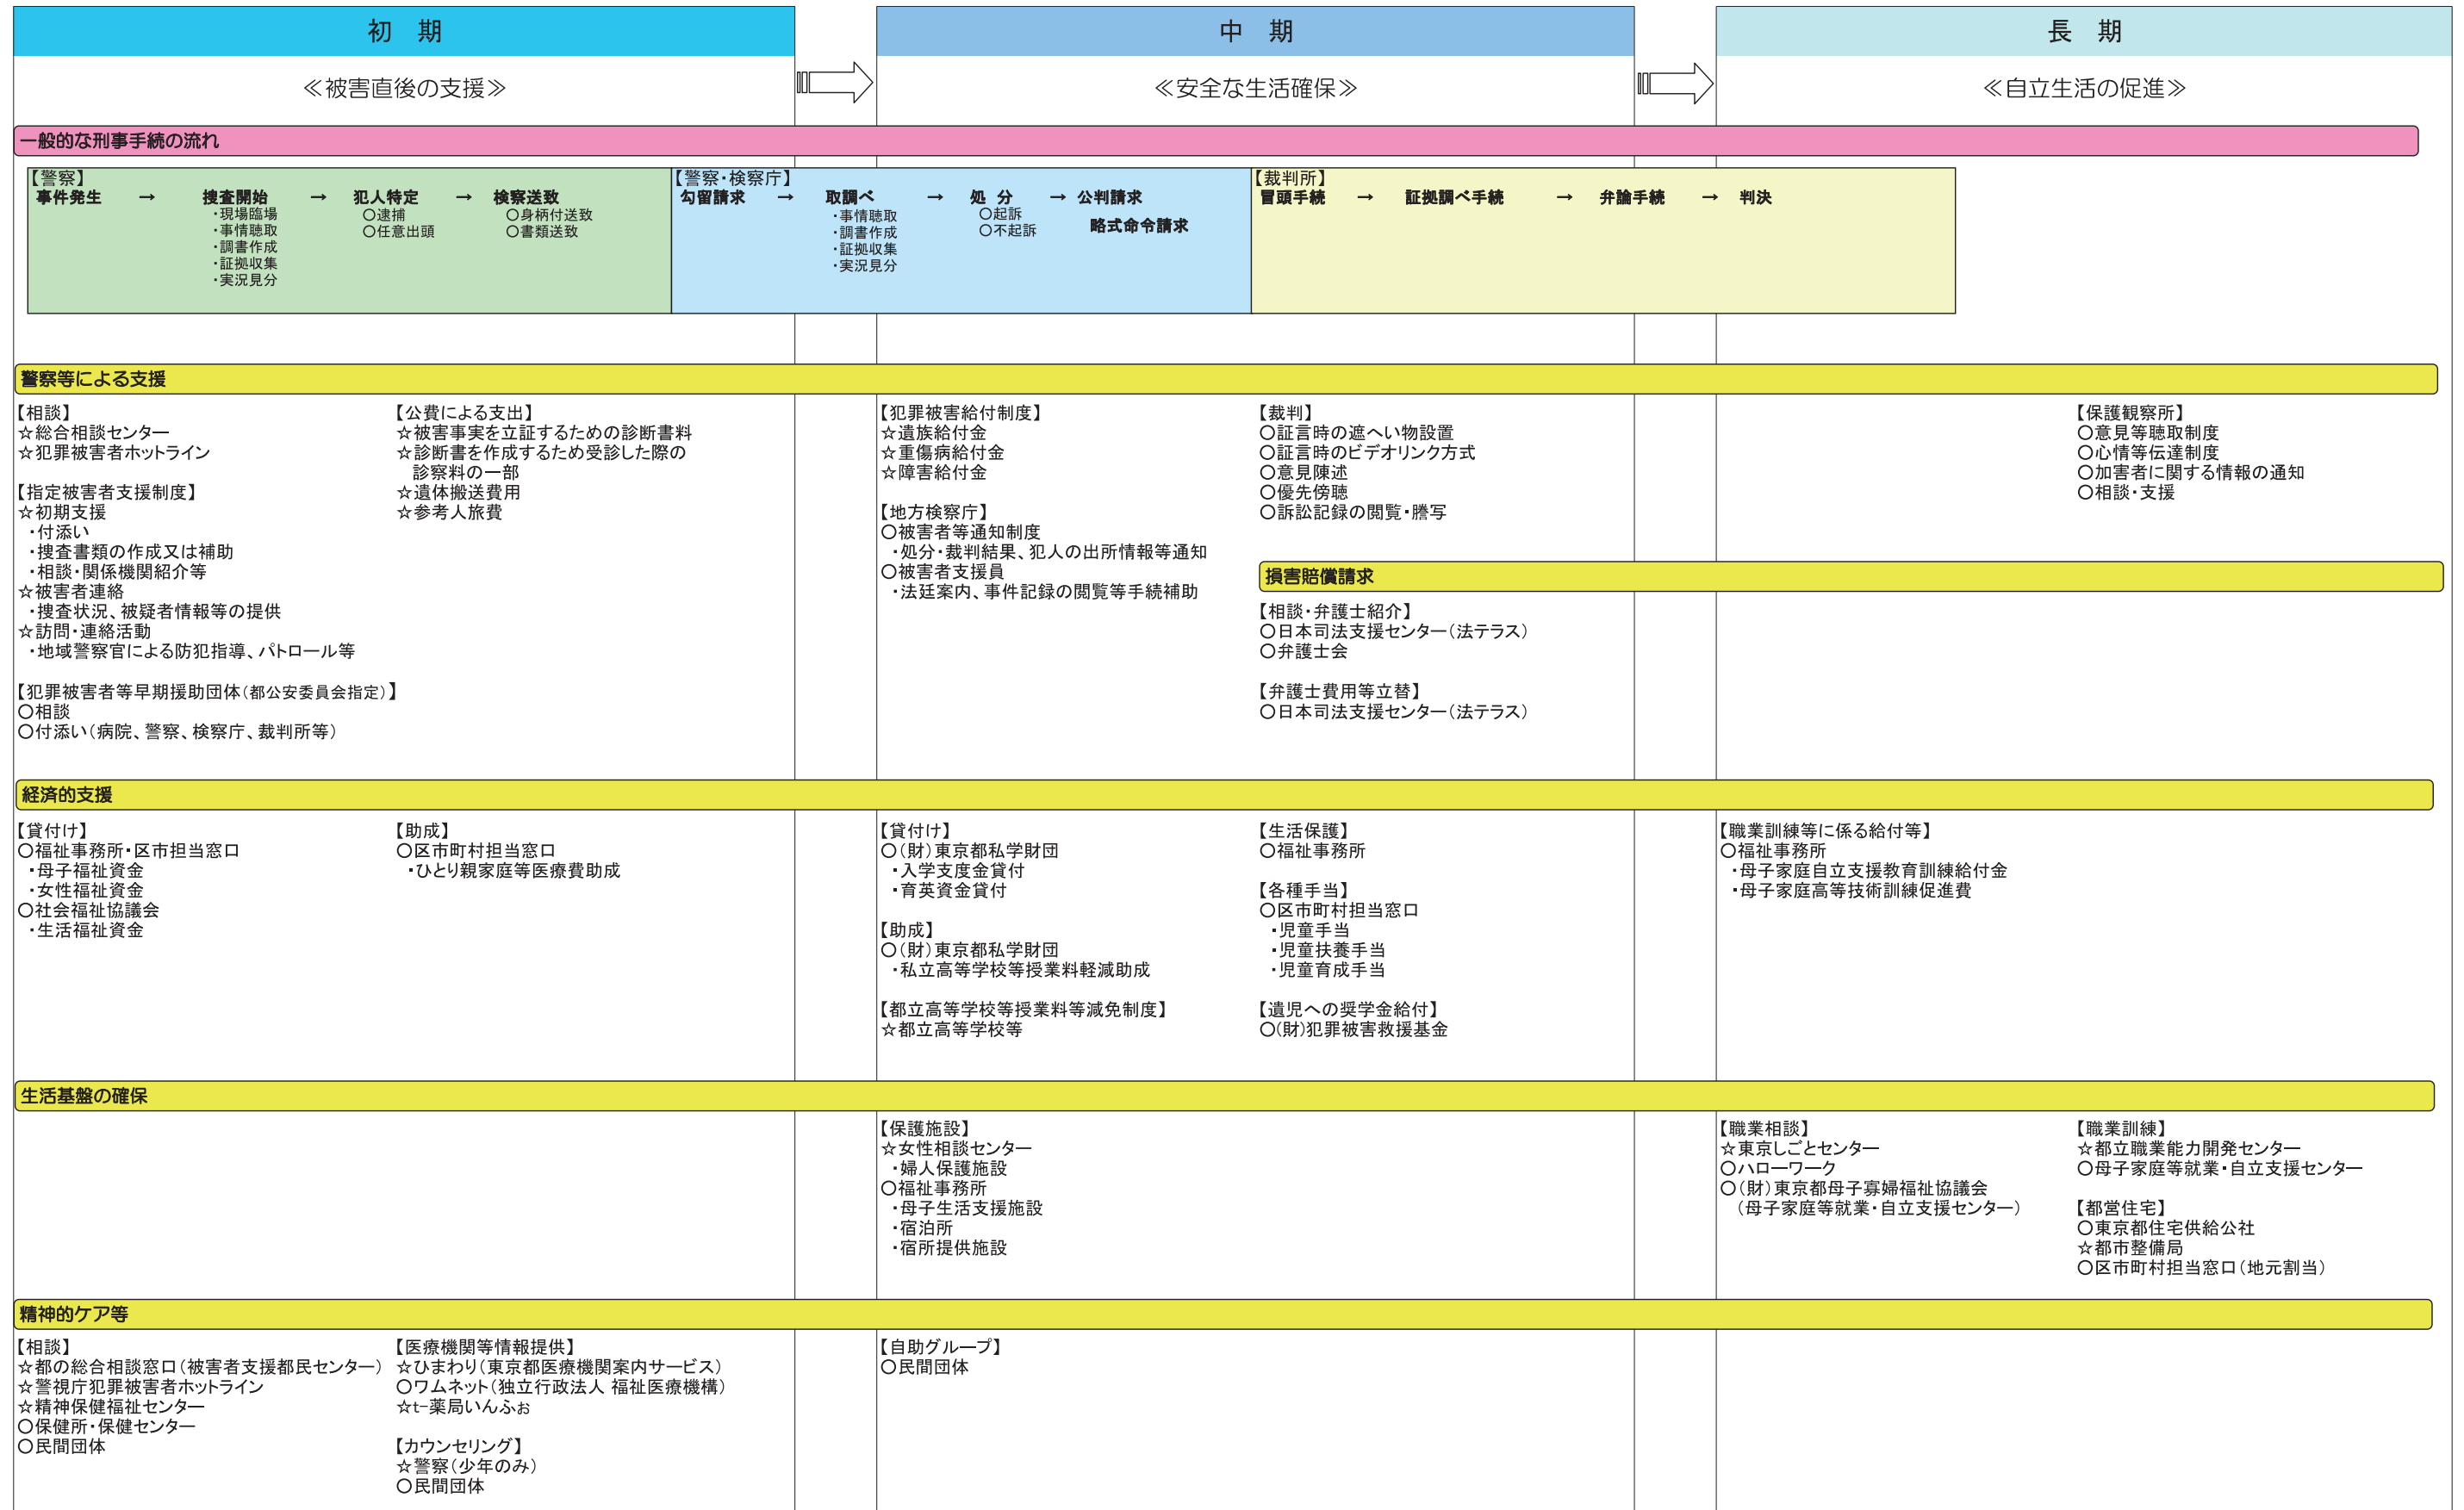 初　期
≪被害直後の支援≫
中　期
≪安全な生活確保≫
長　期
≪自立生活の促進≫
一般的な刑事手続の流れ
【警察】
事件発生　→　捜査開始　→　犯人特定　→　検察送致
・現場臨場
・事情聴取
・調書作成
・証拠収集
・実況見分
〇逮捕
〇任意出頭
〇身柄付送致
〇書類送致
【警察・検察庁】
勾留請求　→　取調べ　→　処　分　→　公判請求
略式命令請求
・事情聴取
・調書作成
・証拠収集
・実況見分
〇起訴
〇不起訴
【裁判所】
冒頭手続　→　証拠調べ手続　→　弁論手続　→　判決
警察等による支援
【相談】
☆総合相談センター
☆犯罪被害者ホットライン
【指定被害者支援制度】
☆初期支援
・付添い
・捜査書類の作成又は補助
・相談・関係機関紹介等
☆被害者連絡
・捜査状況、被疑者情報等の提供
☆訪問・連絡活動
・地域警察官による防犯指導、パトロール等
【犯罪被害者等早期援助団体（都公安委員会指定）】
〇相談
〇付添い（病院、警察、検察庁、裁判所等）
【公費による支出】
☆被害事実を立証するための診断書料
☆診断書を作成するため受診した際の
診察料の一部
☆遺体搬送費用
☆参考人旅費
【犯罪被害給付制度】
☆遺族給付金
☆重傷病給付金
☆障害給付金
【地方検察庁】
〇被害者等通知制度
・処分・裁判結果、犯人の出所情報等通知
〇被害者支援員
・法廷案内、事件記録の閲覧等手続補助
【裁判】
〇証言時の遮へい物設置
〇証言時のビデオリンク方式
〇意見陳述
〇優先傍聴
〇訴訟記録の閲覧・謄写
【保護観察所】
〇意見等聴取制度
〇心情等伝達制度
〇加害者に関する情報の通知
〇相談・支援
損害賠償請求
【相談・弁護士紹介】
〇日本司法支援センター（法テラス）
〇弁護士会
【弁護士費用等立替】
〇日本司法支援センター（法テラス）
経済的支援
【貸付け】
〇福祉事務所・区市担当窓口
・母子福祉資金
・女性福祉資金
〇社会福祉協議会
・生活福祉資金
【助成】
〇区市町村担当窓口
・ひとり親家庭等医療費助成
【貸付け】
〇（財）東京都私学財団
・入学支度金貸付
・育英資金貸付
【助成】
〇（財）東京都私学財団
・私立高等学校等授業料軽減助成
【都立高等学校等授業料等減免制度】
☆都立高等学校等
【生活保護】
〇福祉事務所
【各種手当】
〇区市町村担当窓口
・児童手当
・児童扶養手当
・児童育成手当
【遺児への奨学金給付】
〇(財)犯罪被害救援基金
【職業訓練等に係る給付等】
〇福祉事務所
・母子家庭自立支援教育訓練給付金
・母子家庭高等技術訓練促進費
生活基盤の確保
【保護施設】
☆女性相談センター
・婦人保護施設
〇福祉事務所
・母子生活支援施設
・宿泊所
・宿所提供施設
【職業相談】
☆東京しごとセンター
〇ハローワーク
〇（財）東京都母子寡婦福祉協議会
（母子家庭等就業・自立支援センター）
【職業訓練】
☆都立職業能力開発センター
〇母子家庭等就業・自立支援センター
【都営住宅】
〇東京都住宅供給公社
☆都市整備局
〇区市町村担当窓口（地元割当）
精神的ケア等
【相談】
☆都の総合相談窓口（被害者支援都民センター）
☆警視庁犯罪被害者ホットライン
☆精神保健福祉センター
〇保健所・保健センター
〇民間団体
【医療機関等情報提供】
☆ひまわり（東京都医療機関案内サービス）
〇ワムネット（独立行政法人 福祉医療機構）
☆t-薬局いんふぉ
【カウンセリング】
☆警察（少年のみ）
〇民間団体
【自助グループ】
〇民間団体